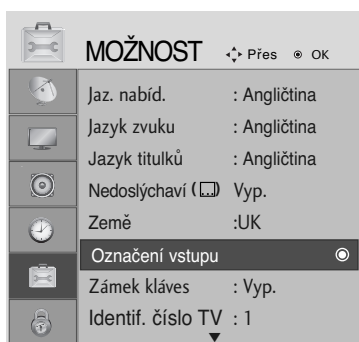 MOŽNOST Přes OK
Jaz. nabíd. : Angličtina
Jazyk zvuku : Angličtina
Jazyk titulků : Angličtina
Nedoslýchaví ( ) Vyp.
Země :UK
Označení vstupu
Zámek kláves : Vyp.
Identif. číslo TV : 1